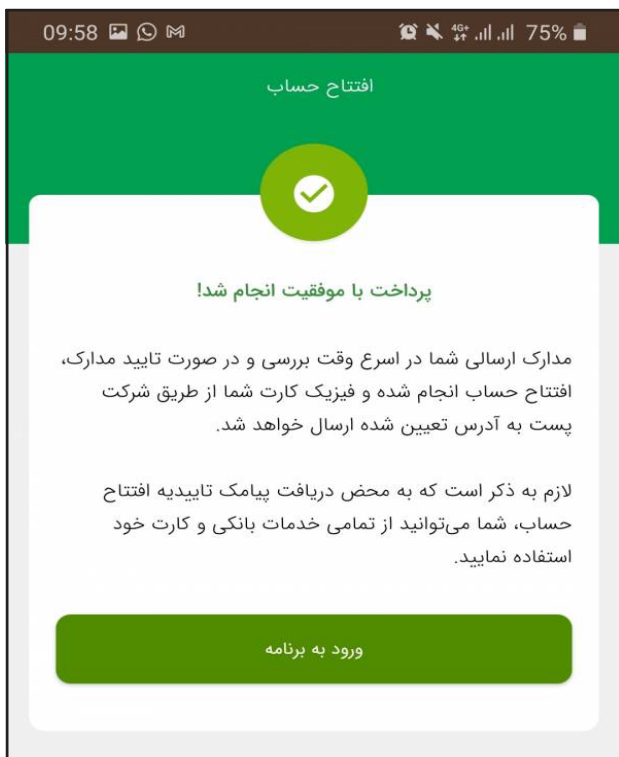 09:58
4G+ 75%
افتتاح حساب
پرداخت با موفقیت انجام شد!
مدارک ارسالی شما در اسرع وقت بررسی و در صورت تایید مدارک،
افتتاح حساب انجام شده و فیزیک کارت شما از طریق شرکت
پست به آدرس تعیین شده ارسال خواهد شد.
لازم به ذکر است که به محض دریافت پیامک تاییدیه افتتاح
حساب، شما می‌توانید از تمامی خدمات بانکی و کارت خود
استفاده نمایید.
ورود به برنامه